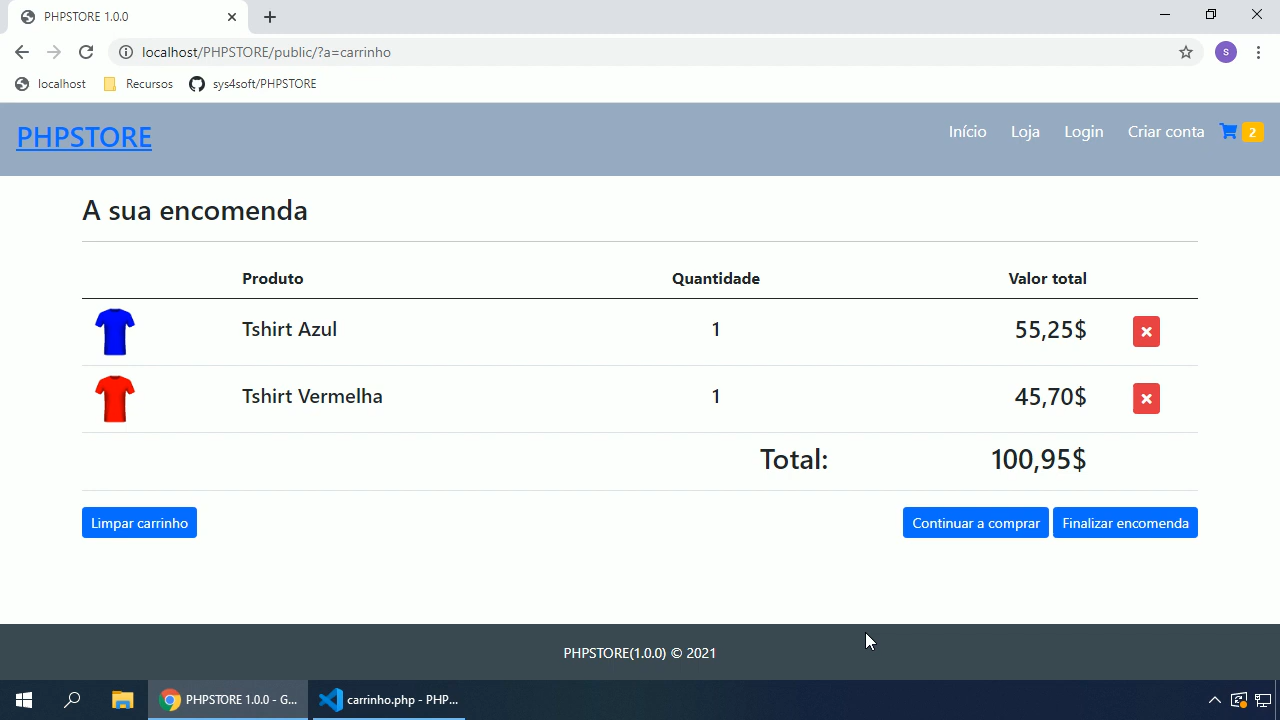 PHPSTORE 1.0.0
localhost/PHPSTORE/public/?a=carrinho
S
localhost Recursos sys4soft/PHPSTORE
PHPSTORE Início Loja Login Criar conta 2
A sua encomenda
Produto Quantidade Valor total
Tshirt Azul 1 55,25$
Tshirt Vermelha 1 45,70$
Total: 100,95$
Limpar carrinho Continuar a comprar Finalizar encomenda
PHPSTORE(1.0.0) © 2021
PHPSTORE 1.0.0 - G... carrinho.php - PHP...